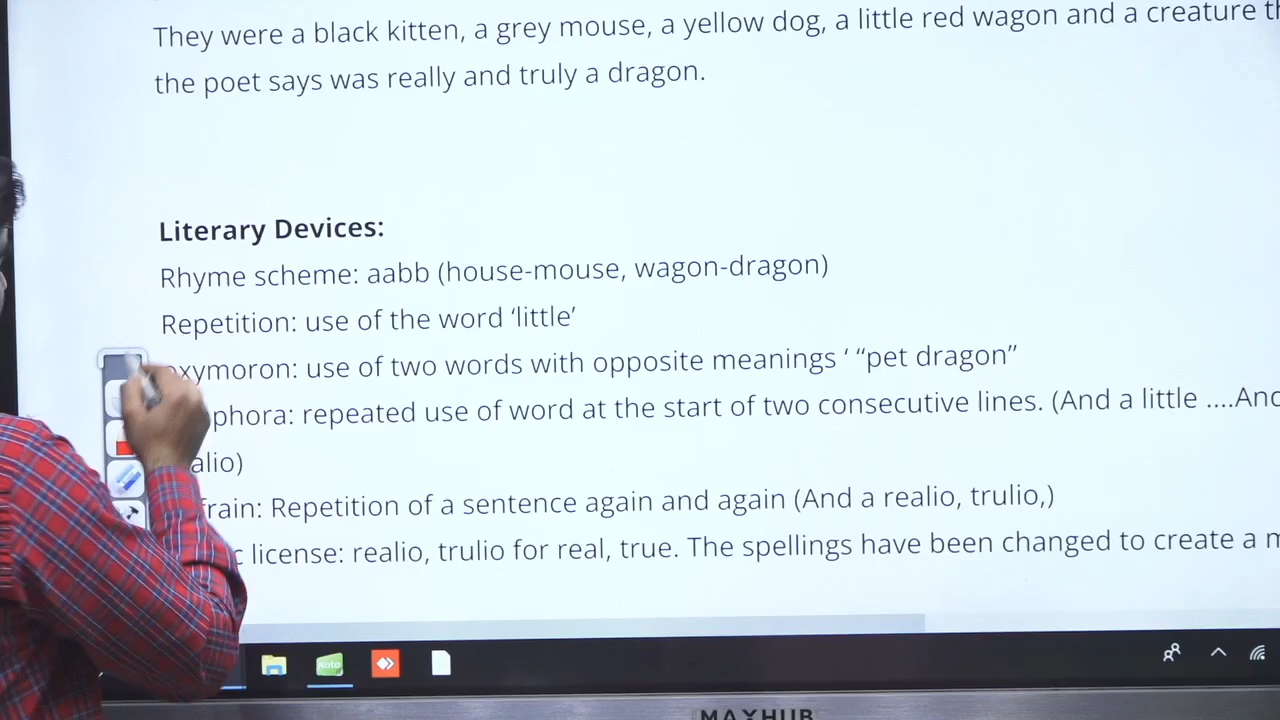 They were a black kitten, a grey mouse, a yellow dog, a little red wagon and a creature
the poet says was really and truly a dragon.
Literary Devices:
Rhyme scheme: aabb (house-mouse, wagon-dragon)
Repetition: use of the word ‘little’
oxymoron: use of two words with opposite meanings ‘ “pet dragon”
phora: repeated use of word at the start of two consecutive lines. (And a little ....And
alio)
frain: Repetition of a sentence again and again (And a realio, trulio,)
c license: realio, trulio for real, true. The spellings have been changed to create a
Note
MAXHUB